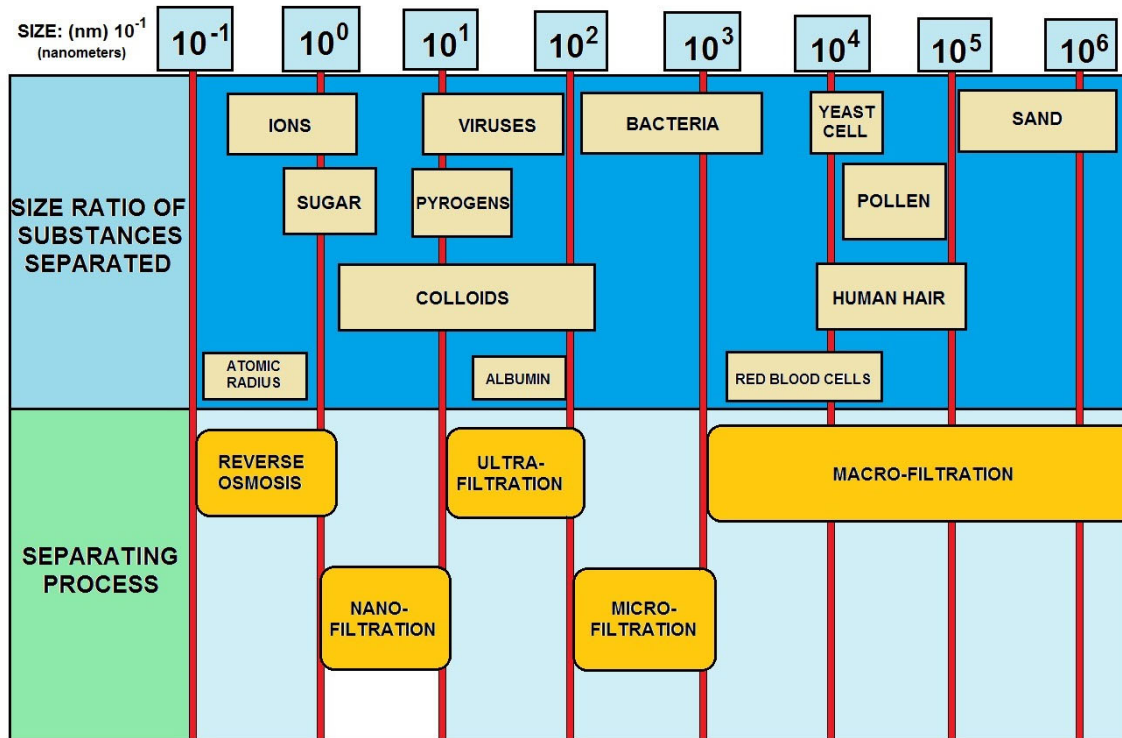 SIZE: (nm) 10⁻¹
(nanometers)
10⁻¹
10⁰
10¹
10²
10³
10⁴
10⁵
10⁶
SIZE RATIO OF
SUBSTANCES
SEPARATED
IONS
VIRUSES
BACTERIA
YEAST
CELL
SAND
SUGAR
PYROGENS
POLLEN
COLLOIDS
HUMAN HAIR
ATOMIC
RADIUS
ALBUMIN
RED BLOOD CELLS
SEPARATING
PROCESS
REVERSE
OSMOSIS
ULTRA-
FILTRATION
MACRO-FILTRATION
NANO-
FILTRATION
MICRO-
FILTRATION